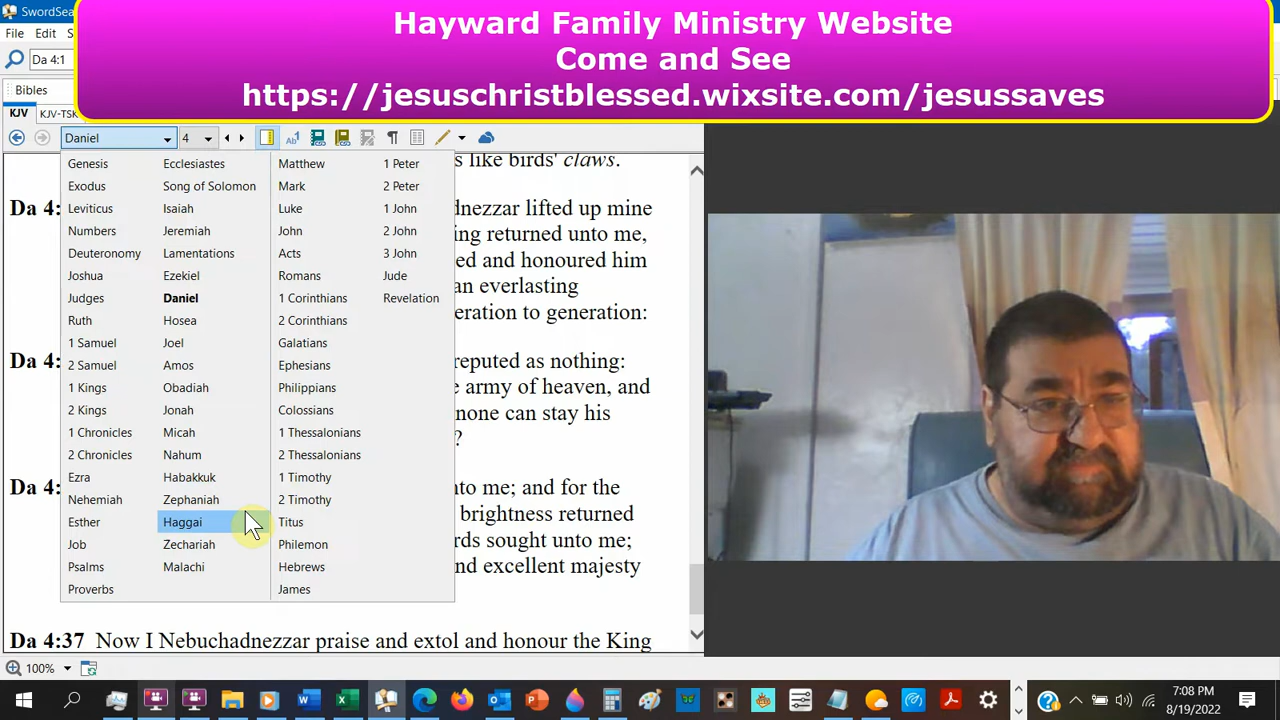 SwordSea
File Edit S
Da 4:1
Bibles
KJV KJV-TSK
Hayward Family Ministry Website
Come and See
https://jesuschristblessed.wixsite.com/jesussaves
Daniel 4
Genesis Ecclesiastes Matthew 1 Peter
Exodus Song of Solomon Mark 2 Peter
Leviticus Isaiah Luke 1 John
Numbers Jeremiah John 2 John
Deuteronomy Lamentations Acts 3 John
Joshua Ezekiel Romans Jude
Judges Daniel 1 Corinthians Revelation
Ruth Hosea 2 Corinthians
1 Samuel Joel Galatians
2 Samuel Amos Ephesians
1 Kings Obadiah Philippians
2 Kings Jonah Colossians
1 Chronicles Micah 1 Thessalonians
2 Chronicles Nahum 2 Thessalonians
Ezra Habakkuk 1 Timothy
Nehemiah Zephaniah 2 Timothy
Esther Haggai Titus
Job Zechariah Philemon
Psalms Malachi Hebrews
Proverbs James
s like birds' claws.
Da 4: dnezzar lifted up mine
ing returned unto me,
ed and honoured him
an everlasting
eration to generation:
Da 4: reputed as nothing:
e army of heaven, and
none can stay his
?
Da 4: nto me; and for the
brightness returned
rds sought unto me;
nd excellent majesty
Da 4:37 Now I Nebuchadnezzar praise and extol and honour the King
100%
7:08 PM
8/19/2022